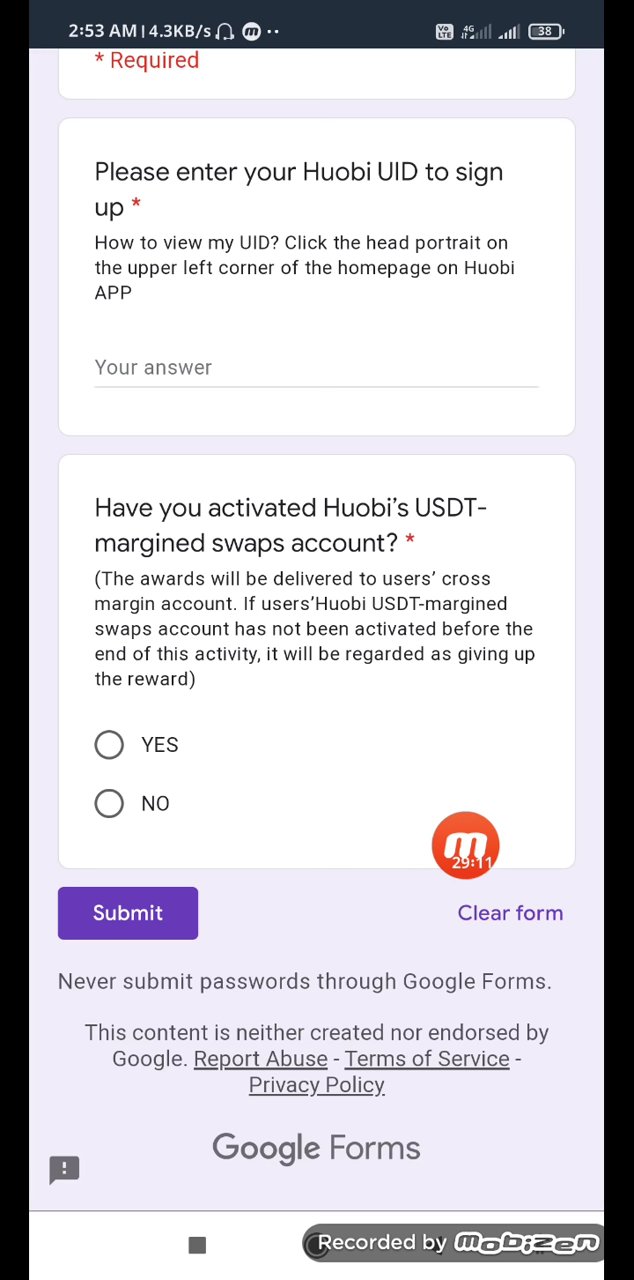 2:53 AM | 4.3KB/s
4G
38
* Required
Please enter your Huobi UID to sign
up *
How to view my UID? Click the head portrait on
the upper left corner of the homepage on Huobi
APP
Your answer
Have you activated Huobi’s USDT-
margined swaps account? *
(The awards will be delivered to users’ cross
margin account. If users’Huobi USDT-margined
swaps account has not been activated before the
end of this activity, it will be regarded as giving up
the reward)
YES
NO
m
29:11
Submit
Clear form
Never submit passwords through Google Forms.
This content is neither created nor endorsed by
Google. Report Abuse - Terms of Service -
Privacy Policy
Google Forms
Recorded by mobizen